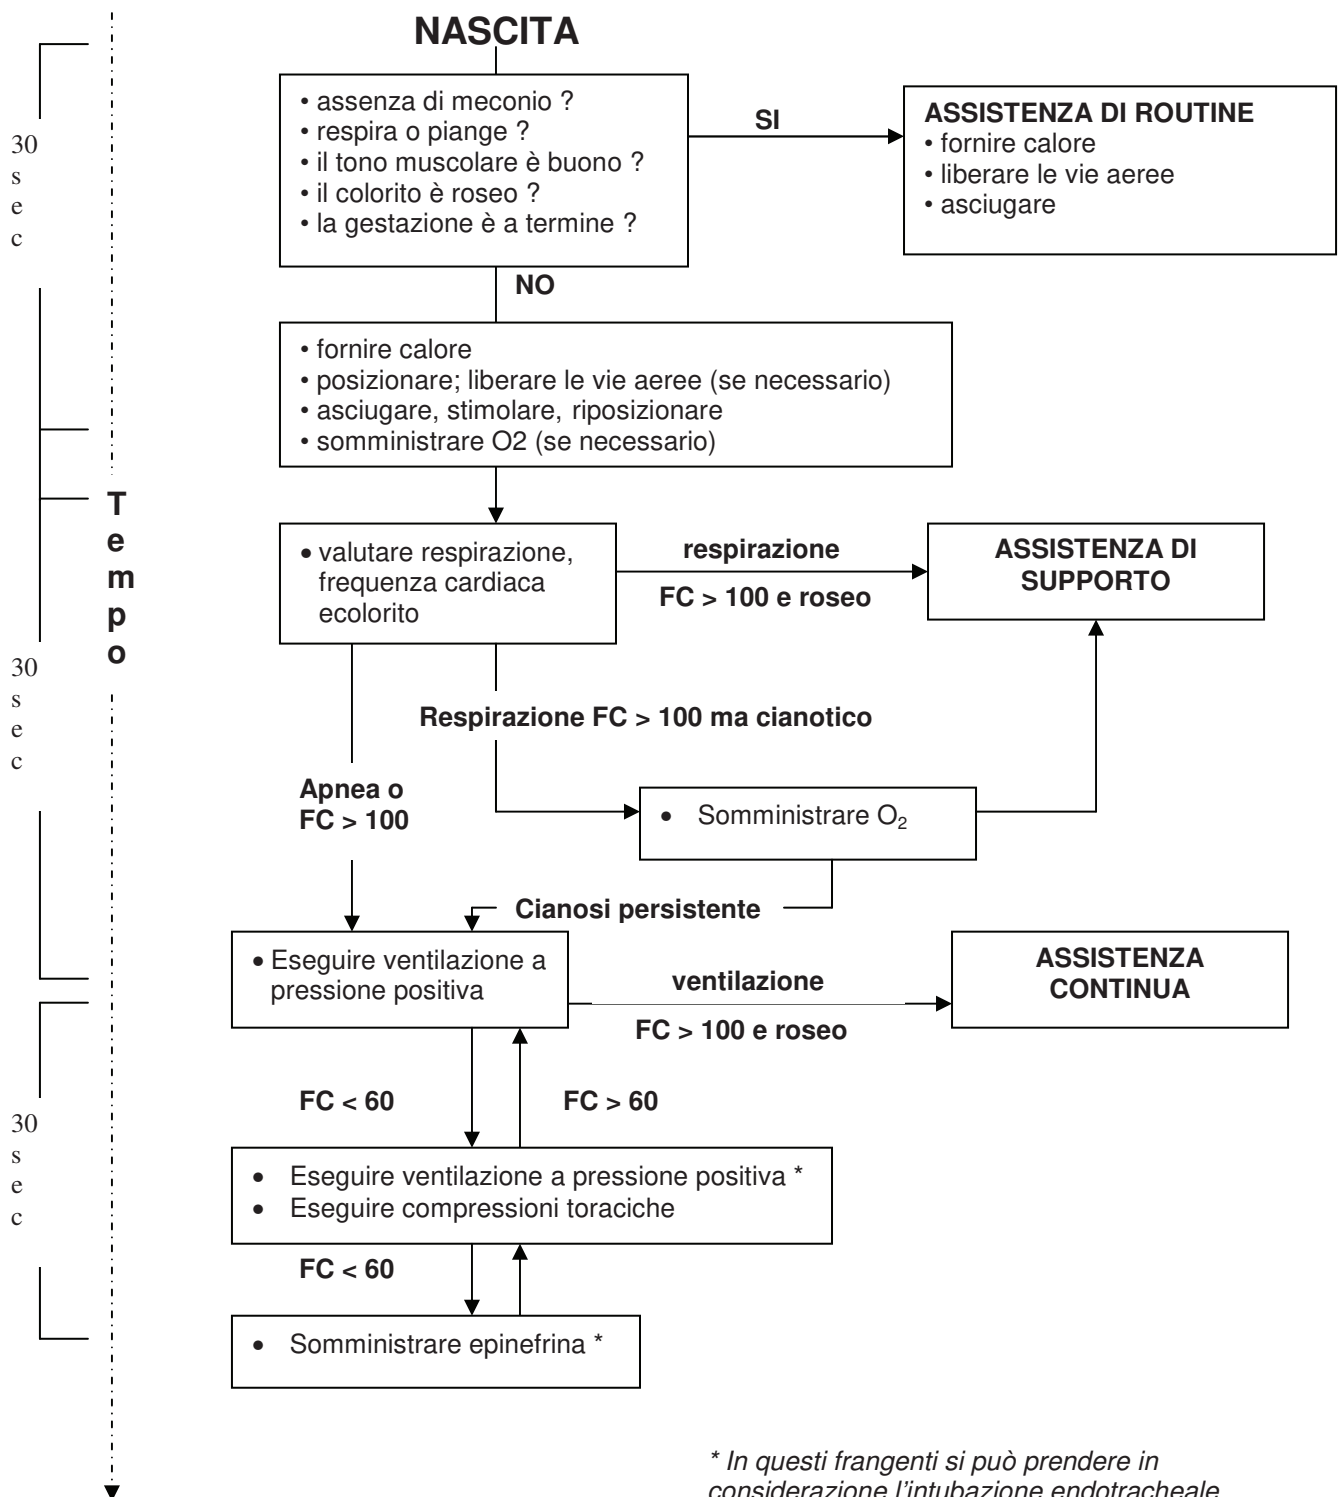 NASCITA
• assenza di meconio ?
• respira o piange ?
• il tono muscolare è buono ?
• il colorito è roseo ?
• la gestazione è a termine ?
SI
ASSISTENZA DI ROUTINE
• fornire calore
• liberare le vie aeree
• asciugare
30
s
e
c
NO
• fornire calore
• posizionare; liberare le vie aeree (se necessario)
• asciugare, stimolare, riposizionare
• somministrare O2 (se necessario)
T
e
m
p
o
• valutare respirazione,
frequenza cardiaca
ecolorito
respirazione
FC > 100 e roseo
ASSISTENZA DI
SUPPORTO
30
s
e
c
Respirazione FC > 100 ma cianotico
Apnea o
FC > 100
• Somministrare O₂
Cianosi persistente
• Eseguire ventilazione a
pressione positiva
ventilazione
FC > 100 e roseo
ASSISTENZA
CONTINUA
30
s
e
c
FC < 60
FC > 60
• Eseguire ventilazione a pressione positiva *
• Eseguire compressioni toraciche
FC < 60
• Somministrare epinefrina *
* In questi frangenti si può prendere in
considerazione l'intubazione endotracheale